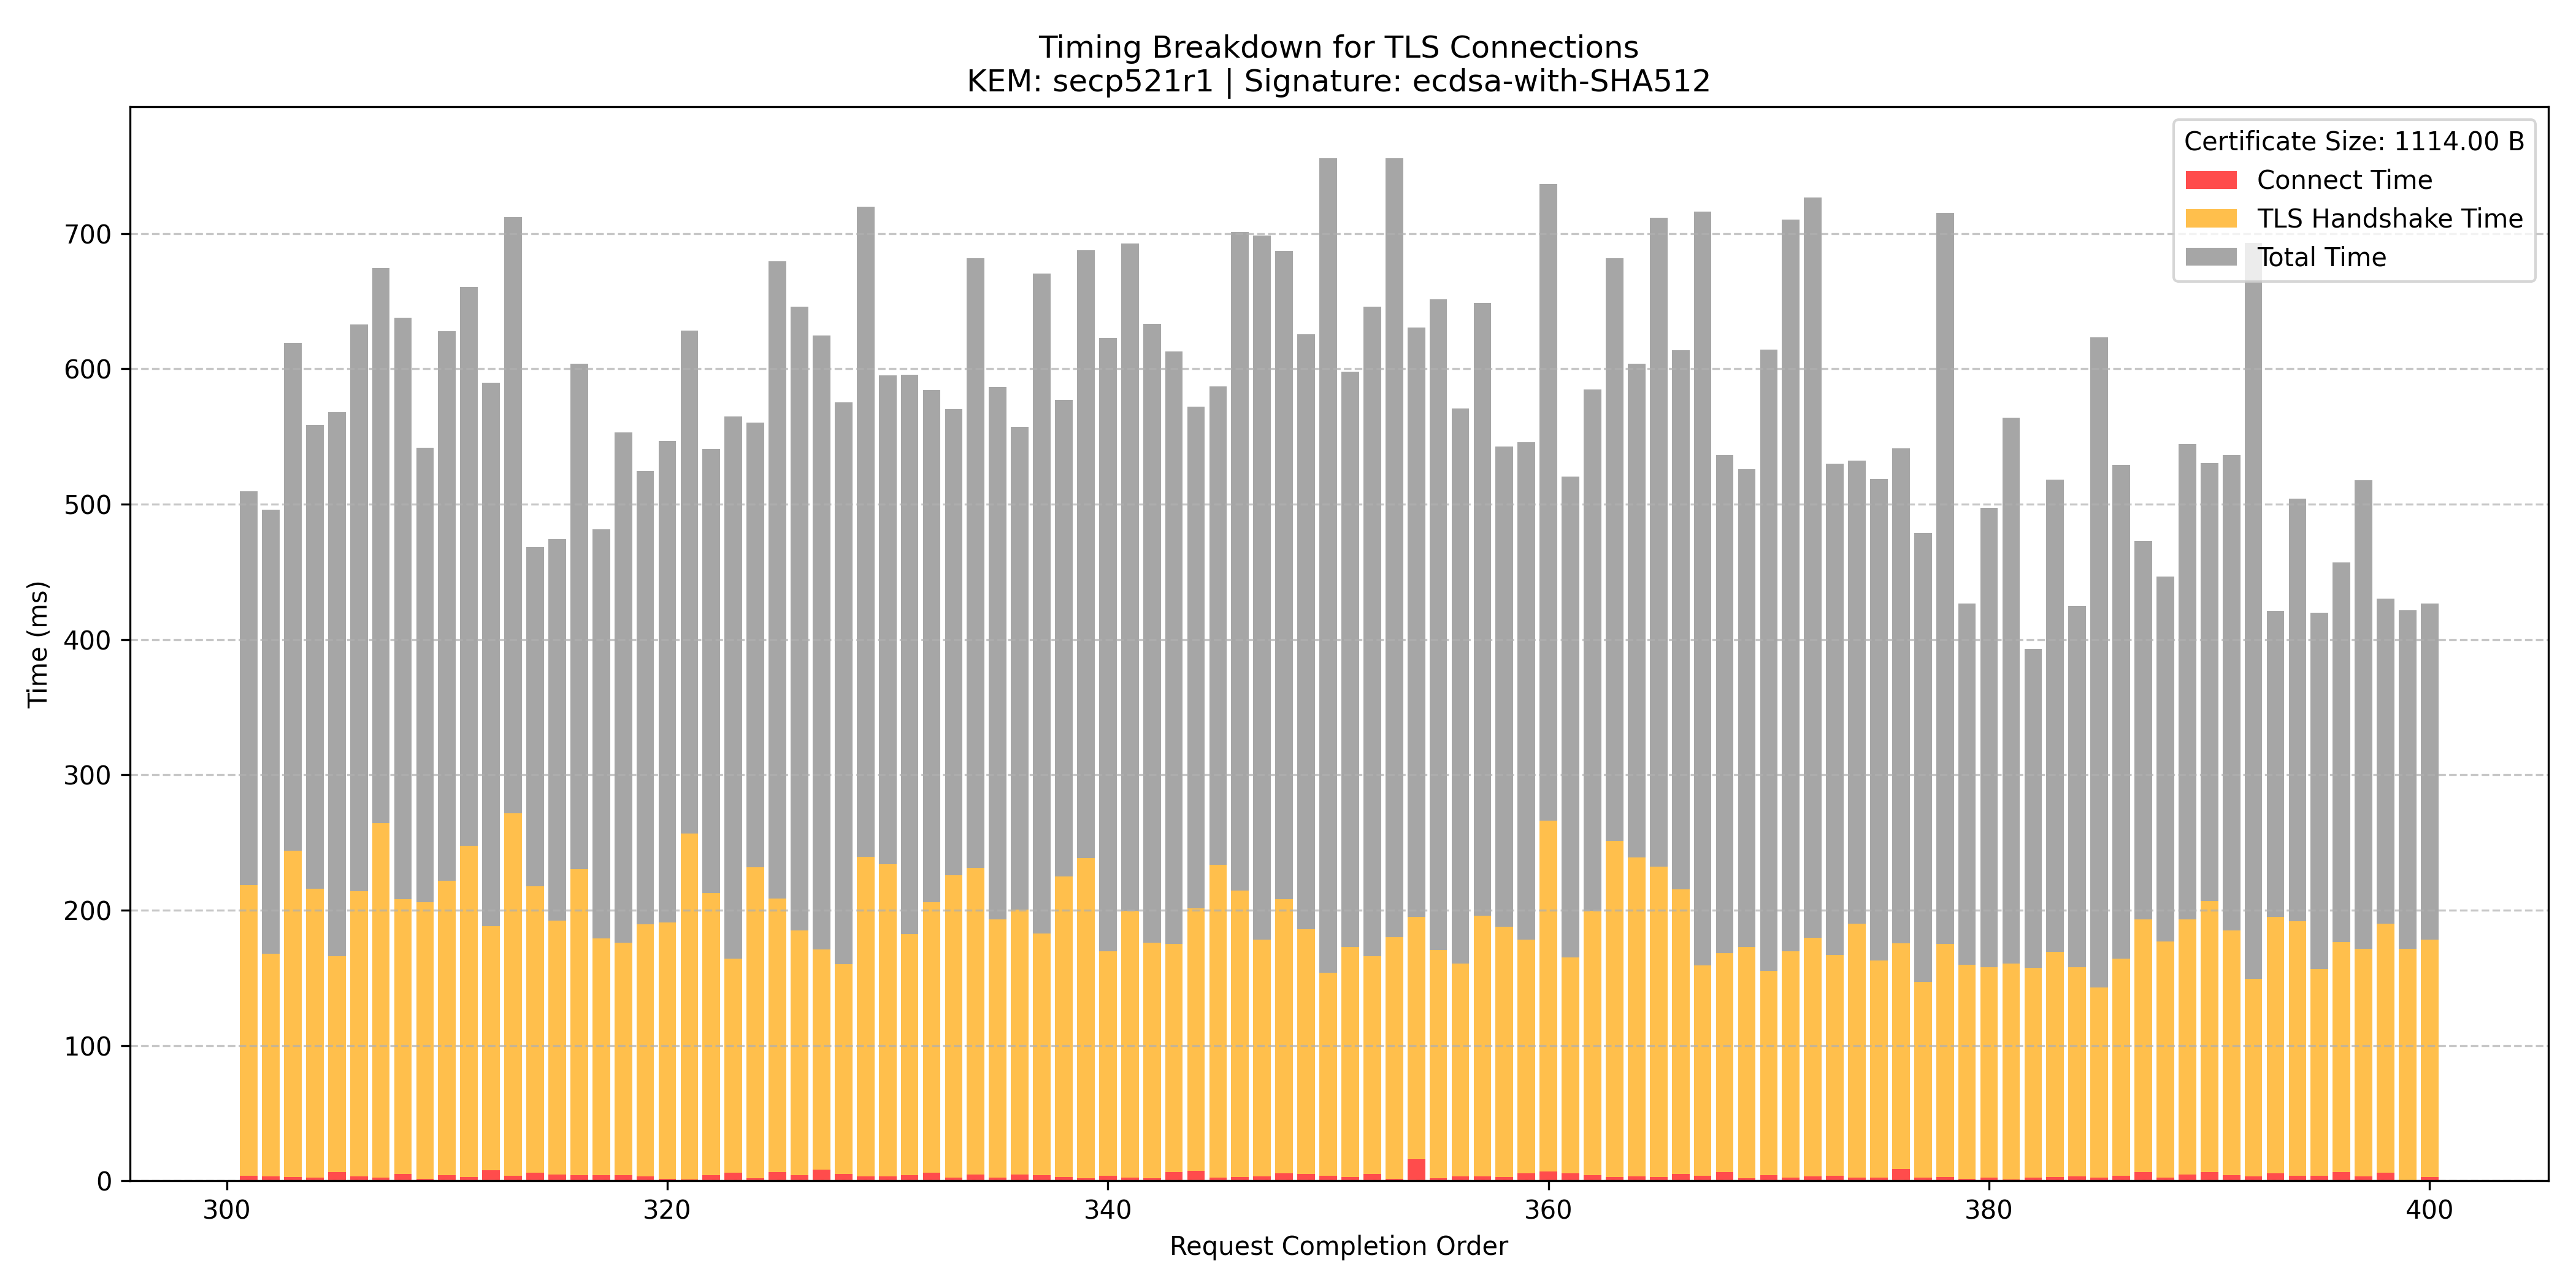 Timing Breakdown for TLS Connections
KEM: secp521r1 | Signature: ecdsa-with-SHA512
Certificate Size: 1114.00 B
Connect Time
TLS Handshake Time
Total Time
Time (ms)
700
600
500
400
300
200
100
0
300 320 340 360 380 400
Request Completion Order